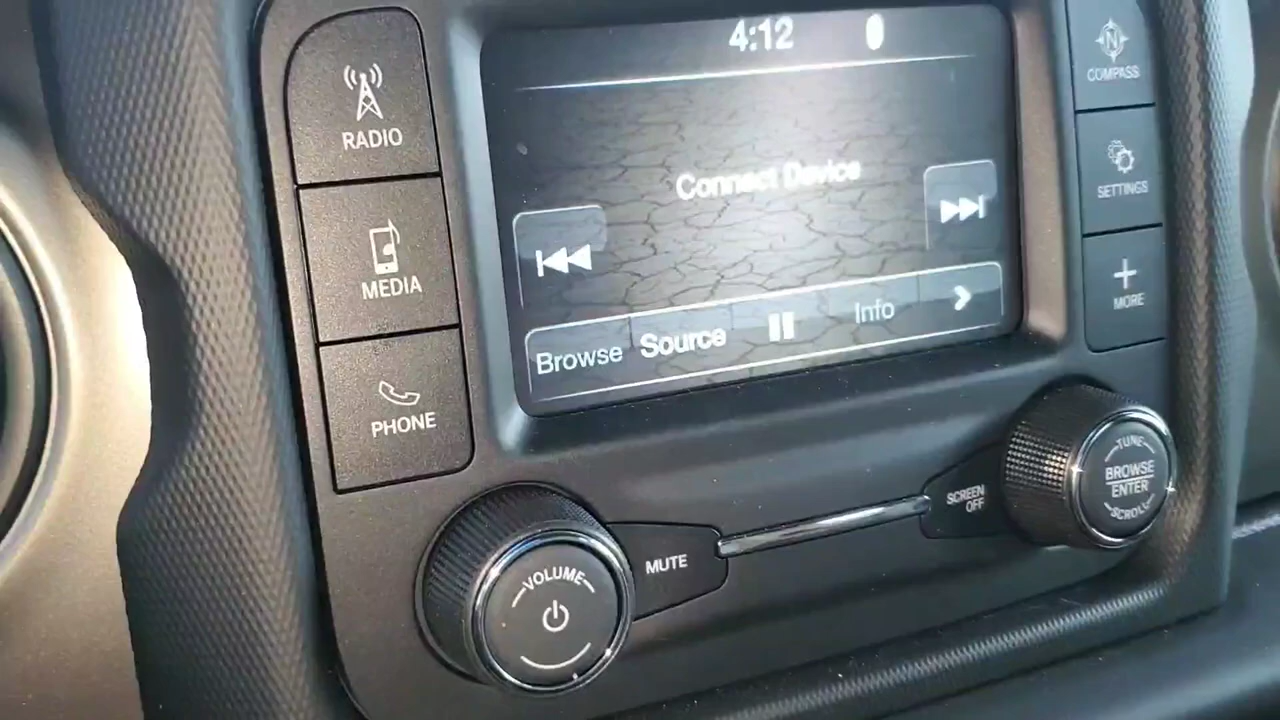 RADIO
MEDIA
PHONE
4:12
Connect Device
Browse Source Info
N
COMPASS
SETTINGS
MORE
VOLUME
MUTE
SCREEN
OFF
TUNE
BROWSE
ENTER
SCROLL